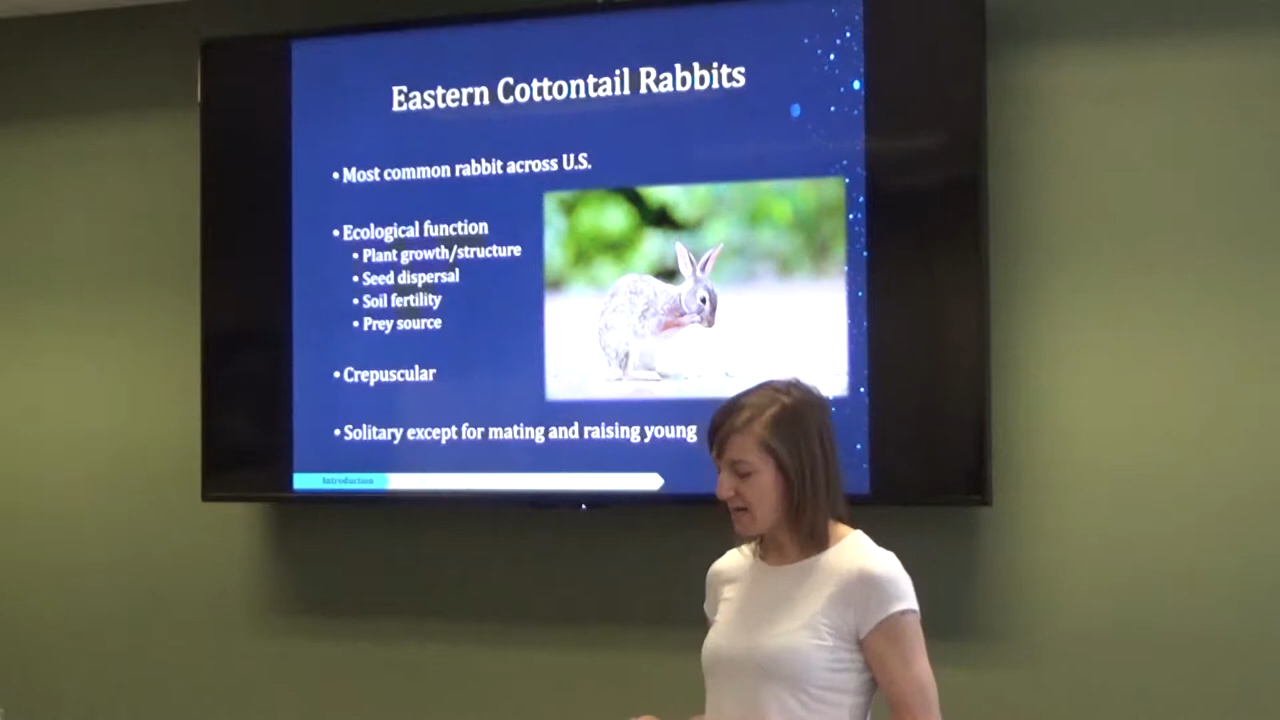 Eastern Cottontail Rabbits
• Most common rabbit across U.S.
• Ecological function
• Plant growth/structure
• Seed dispersal
• Soil fertility
• Prey source
• Crepuscular
• Solitary except for mating and raising young
Introduction